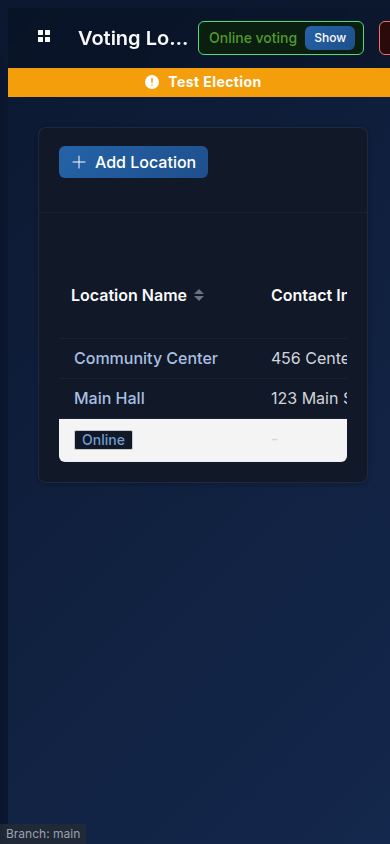 Voting Lo...
Online voting Show
Test Election
Add Location
Location Name Contact In
Community Center 456 Cente
Main Hall 123 Main S
Online -
Branch: main